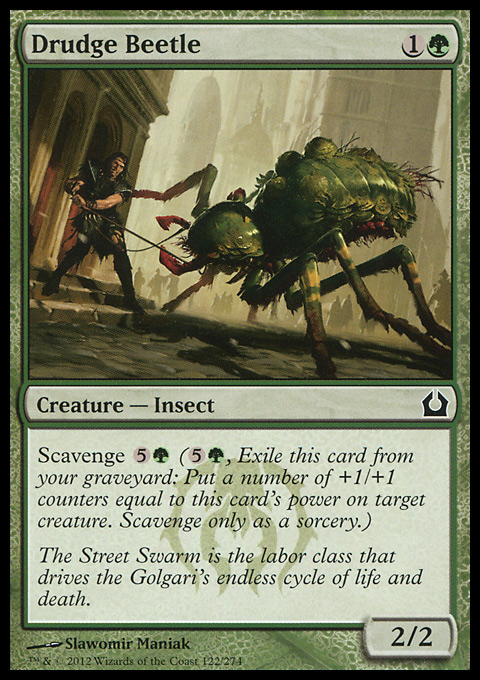 Drudge Beetle
1
Creature — Insect
Scavenge 5 (5, Exile this card from
your graveyard: Put a number of +1/+1
counters equal to this card's power on target
creature. Scavenge only as a sorcery.)
The Street Swarm is the labor class that
drives the Golgari's endless cycle of life and
death.
2/2
Slawomir Maniak
™ & © 2012 Wizards of the Coast 122/274